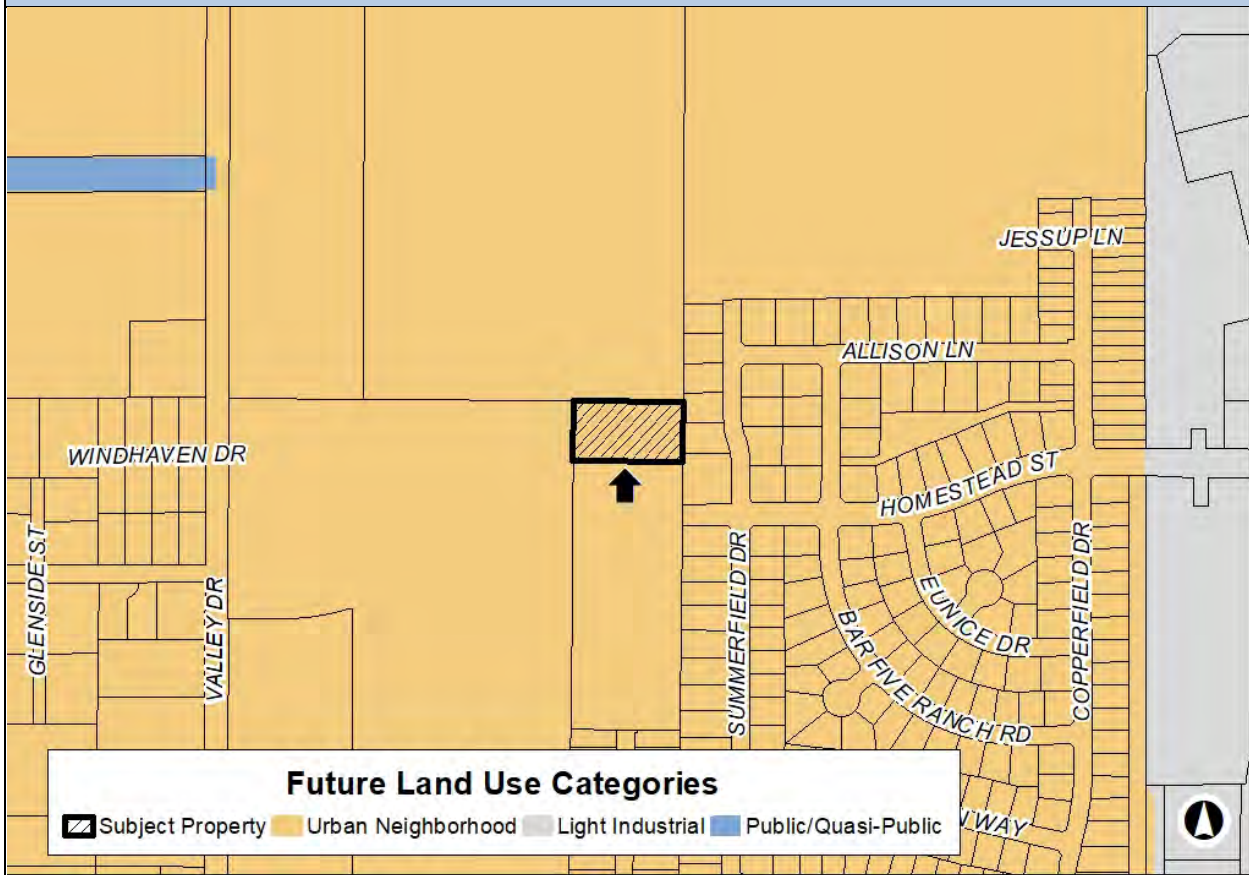 JESSUP LN
ALLISON LN
WINDHAVEN DR
HOMESTEAD ST
GLENSIDE ST
VALLEY DR
SUMMERFIELD DR
EUNICE DR
BAR FIVE RANCH RD
COPPERFIELD DR
WAY
Future Land Use Categories
Subject Property Urban Neighborhood Light Industrial Public/Quasi-Public